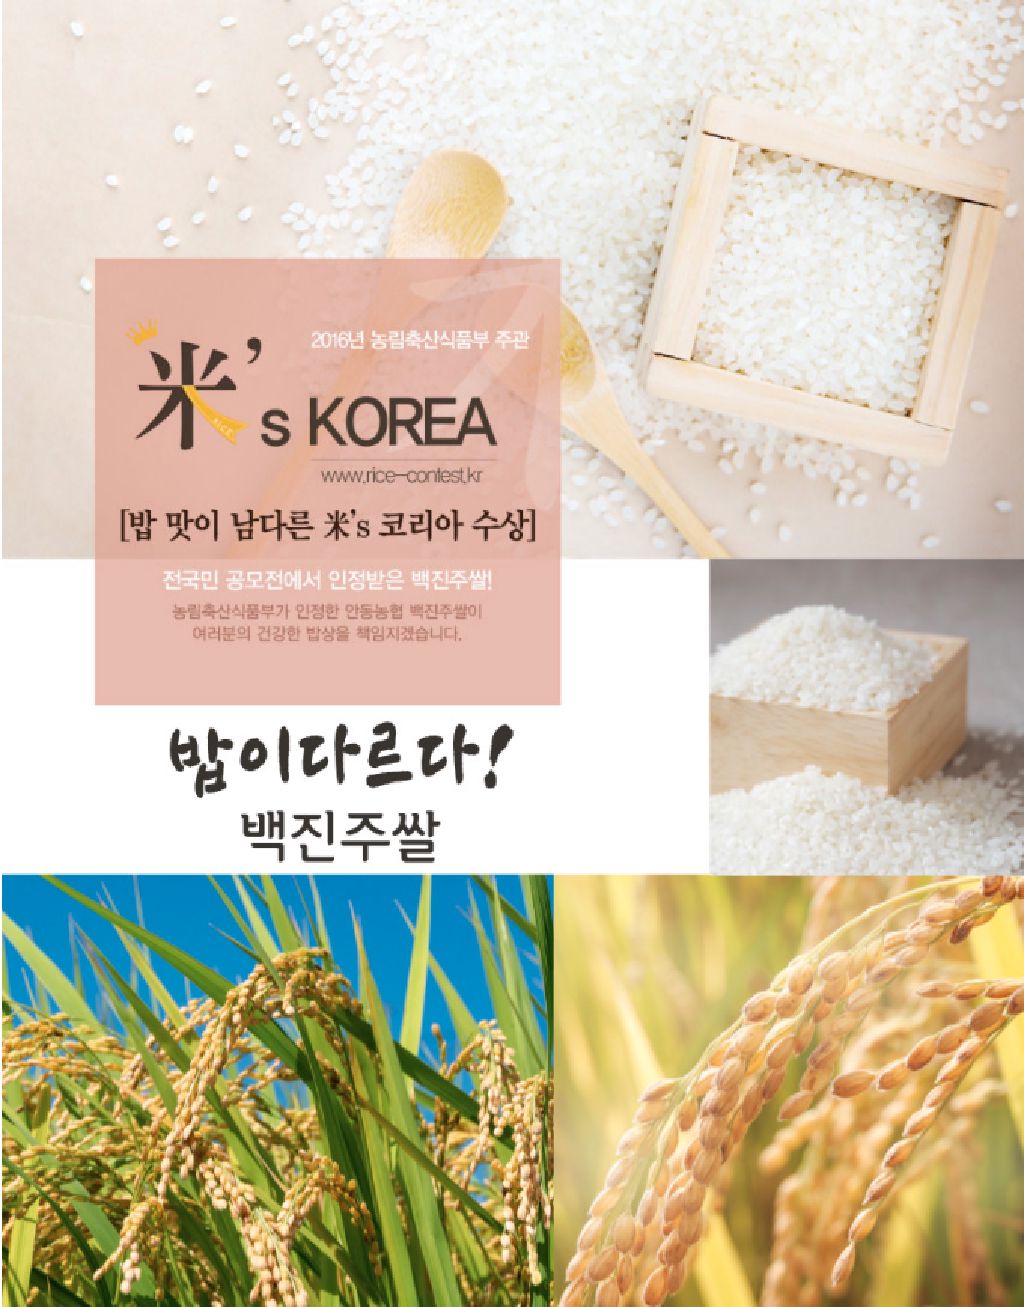 2016년 농림축산식품부 주관
米's KOREA
RICE
www.rice-contest.kr
[밥 맛이 남다른 米's 코리아 수상]
전국민 공모전에서 인정받은 백진주쌀!
농림축산식품부가 인정한 안동농협 백진주쌀이
여러분의 건강한 밥상을 책임지겠습니다.
밥이다르다!
백진주쌀